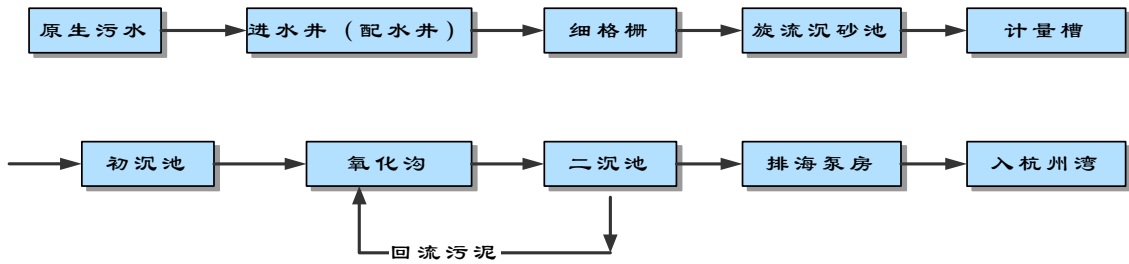 原生污水
进水井（配水井）
细格栅
旋流沉砂池
计量槽
初沉池
氧化沟
二沉池
排海泵房
入杭州湾
回流污泥